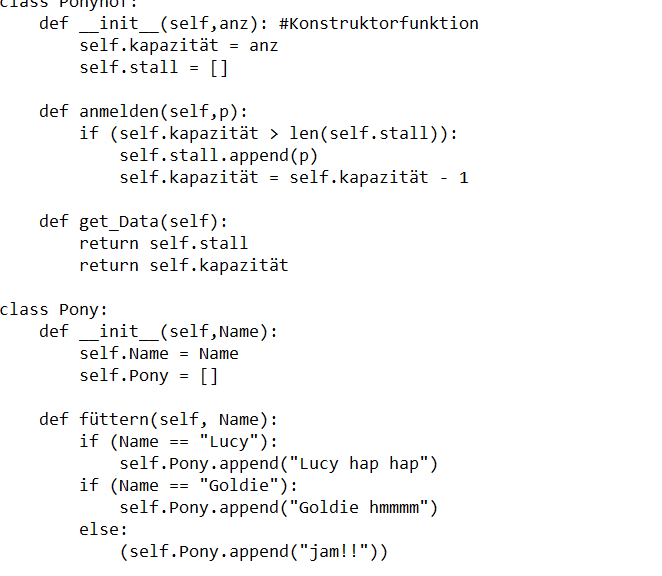 class Ponyhof:
    def __init__(self,anz): #Konstruktorfunktion
        self.kapazität = anz
        self.stall = []
    def anmelden(self,p):
        if (self.kapazität > len(self.stall)):
            self.stall.append(p)
            self.kapazität = self.kapazität - 1
    def get_Data(self):
        return self.stall
        return self.kapazität
class Pony:
    def __init__(self,Name):
        self.Name = Name
        self.Pony = []
    def füttern(self, Name):
        if (Name == "Lucy"):
            self.Pony.append("Lucy hap hap")
        if (Name == "Goldie"):
            self.Pony.append("Goldie hmmmm")
        else:
            (self.Pony.append("jam!!"))